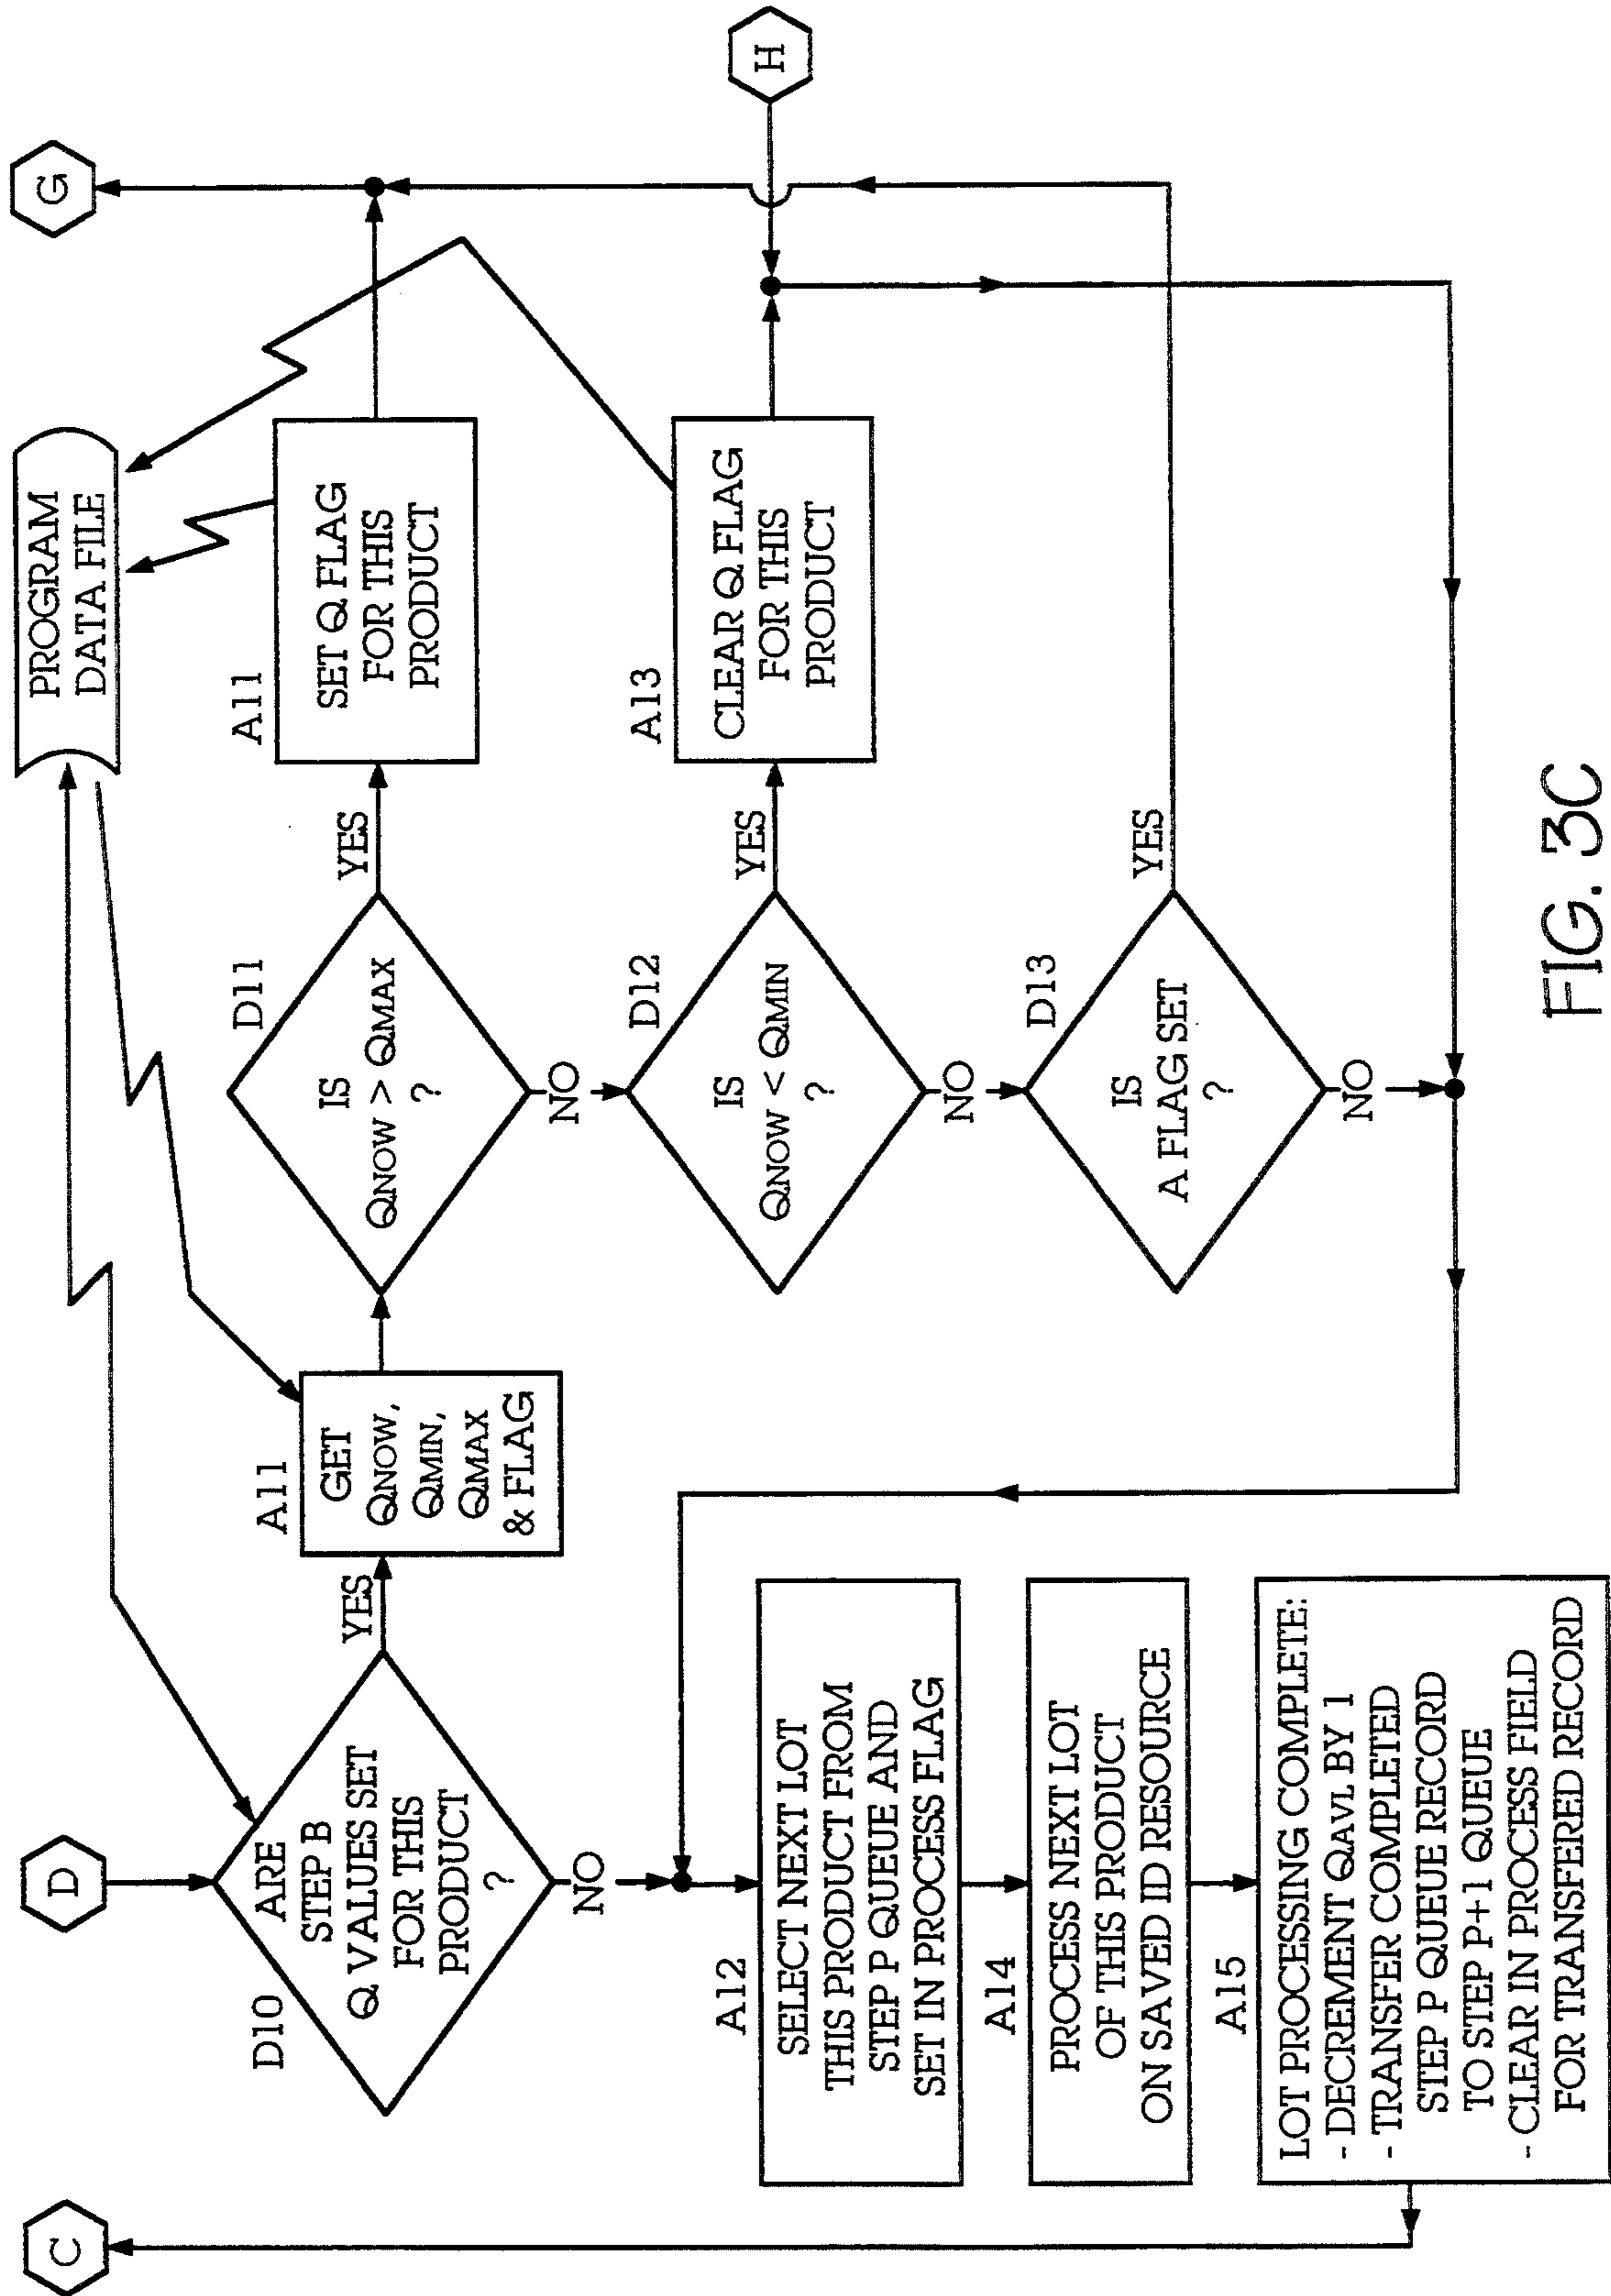 C
D
D10
ARE
STEP B
Q VALUES SET
FOR THIS
PRODUCT
?
YES
NO
A11
GET
QNOW,
QMIN,
QMAX
& FLAG
PROGRAM
DATA FILE
G
D11
IS
QNOW > QMAX
?
YES
NO
A11
SET Q FLAG
FOR THIS
PRODUCT
D12
IS
QNOW < QMIN
?
YES
NO
A13
CLEAR Q FLAG
FOR THIS
PRODUCT
H
D13
IS
A FLAG SET
?
YES
NO
A12
SELECT NEXT LOT
THIS PRODUCT FROM
STEP P QUEUE AND
SET IN PROCESS FLAG
A14
PROCESS NEXT LOT
OF THIS PRODUCT
ON SAVED ID RESOURCE
A15
LOT PROCESSING COMPLETE:
- DECREMENT QAVL BY 1
- TRANSFER COMPLETED
STEP P QUEUE RECORD
TO STEP P+1 QUEUE
- CLEAR IN PROCESS FIELD
FOR TRANSFERED RECORD
FIG. 3C